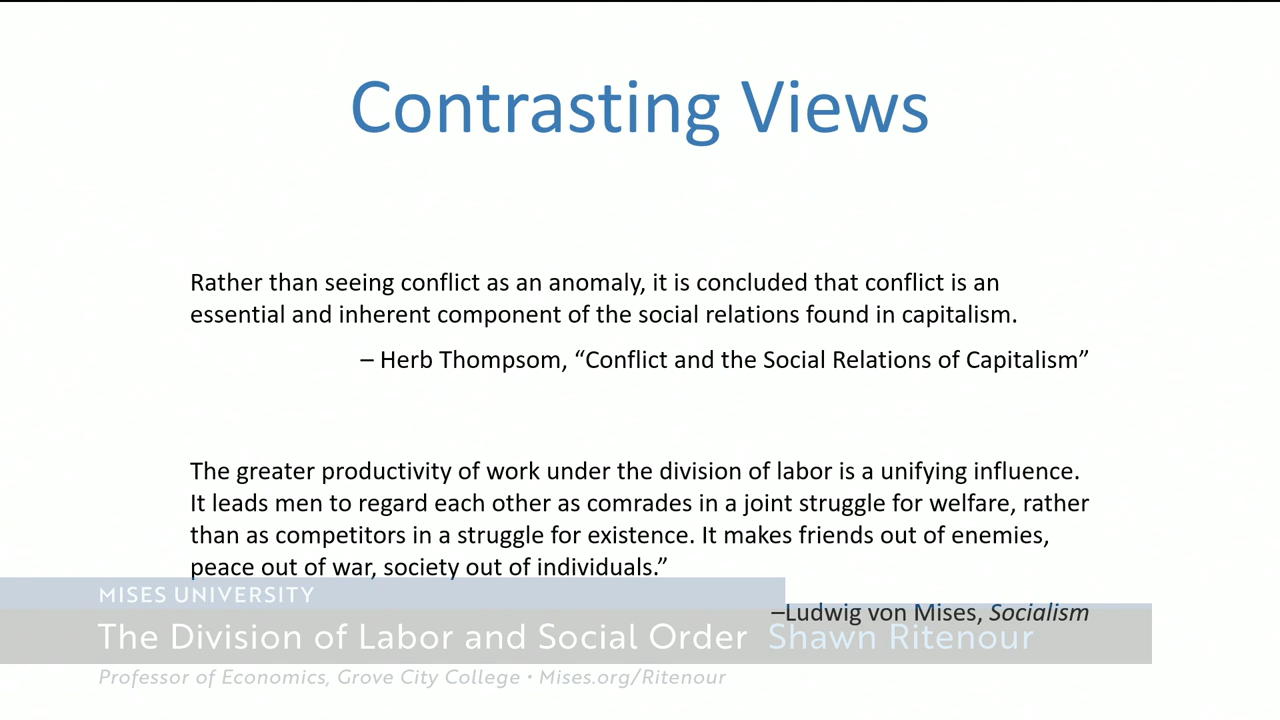 Contrasting Views
Rather than seeing conflict as an anomaly, it is concluded that conflict is an
essential and inherent component of the social relations found in capitalism.
– Herb Thompsom, “Conflict and the Social Relations of Capitalism”
The greater productivity of work under the division of labor is a unifying influence.
It leads men to regard each other as comrades in a joint struggle for welfare, rather
than as competitors in a struggle for existence. It makes friends out of enemies,
peace out of war, society out of individuals.”
–Ludwig von Mises, Socialism
MISES UNIVERSITY
The Division of Labor and Social Order Shawn Ritenour
Professor of Economics, Grove City College • Mises.org/Ritenour